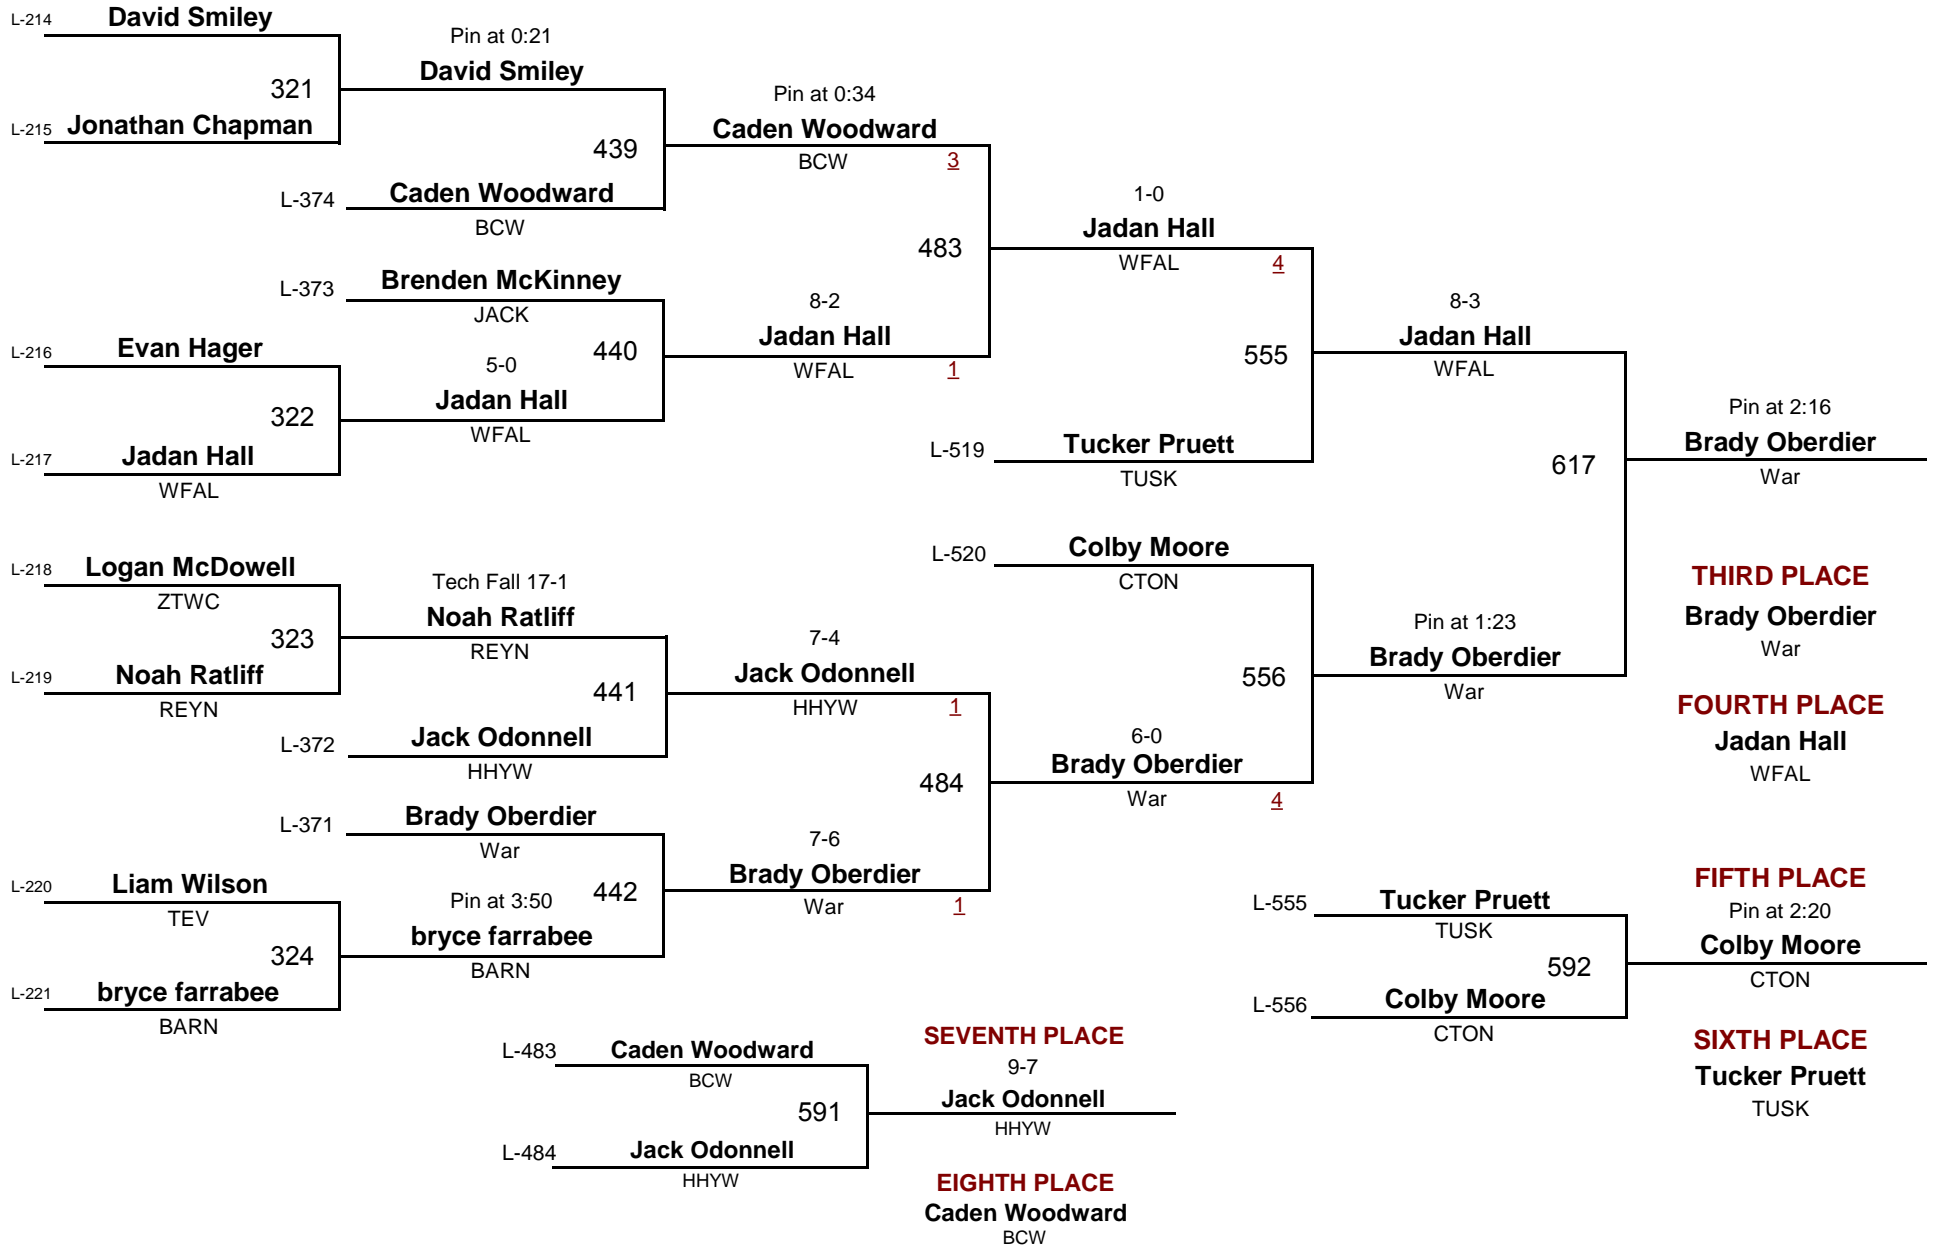 L-214 David Smiley
321
L-215 Jonathan Chapman
Pin at 0:21
David Smiley
439
L-374 Caden Woodward
BCW
Pin at 0:34
Caden Woodward
BCW 3
483
L-373 Brenden McKinney
JACK
440
L-216 Evan Hager
322
L-217 Jadan Hall
WFAL
5-0
Jadan Hall
WFAL
8-2
Jadan Hall
WFAL 1
1-0
Jadan Hall
WFAL 4
555
L-519 Tucker Pruett
TUSK
8-3
Jadan Hall
WFAL
617
Pin at 2:16
Brady Oberdier
War
L-218 Logan McDowell
ZTWC
323
L-219 Noah Ratliff
REYN
Tech Fall 17-1
Noah Ratliff
REYN
441
L-372 Jack Odonnell
HHYW
7-4
Jack Odonnell
HHYW 1
484
L-371 Brady Oberdier
War
442
L-220 Liam Wilson
TEV
324
L-221 bryce farrabee
BARN
Pin at 3:50
bryce farrabee
BARN
7-6
Brady Oberdier
War 1
L-520 Colby Moore
CTON
556
6-0
Brady Oberdier
War 4
Pin at 1:23
Brady Oberdier
War
THIRD PLACE
Brady Oberdier
War
FOURTH PLACE
Jadan Hall
WFAL
L-555 Tucker Pruett
TUSK
592
L-556 Colby Moore
CTON
FIFTH PLACE
Pin at 2:20
Colby Moore
CTON
SIXTH PLACE
Tucker Pruett
TUSK
L-483 Caden Woodward
BCW
591
L-484 Jack Odonnell
HHYW
SEVENTH PLACE
9-7
Jack Odonnell
HHYW
EIGHTH PLACE
Caden Woodward
BCW